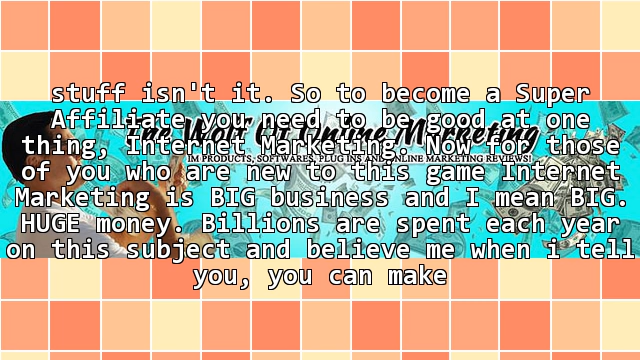 stuff isn't it. So to become a Super
Affiliate you need to be good at one
thing, Internet Marketing. Now for those
of you who are new to this game Internet
Marketing is BIG business and I mean BIG.
HUGE money. Billions are spent each year
on this subject and believe me when i tell
you, you can make
The Wolf Of Online Marketing
IM PRODUCTS, SOFTWARES, PLUG INS AND ONLINE MARKETING REVIEWS!